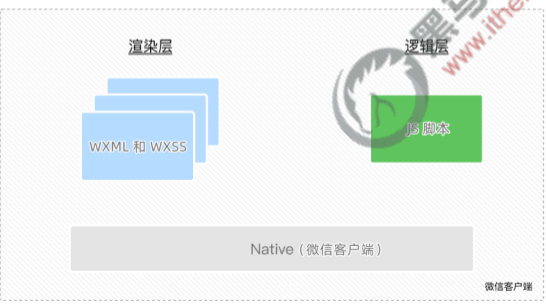 渲染层
逻辑层
WXML 和 WXSS
JS 脚本
Native（微信客户端）
微信客户端
黑马
www.ithe